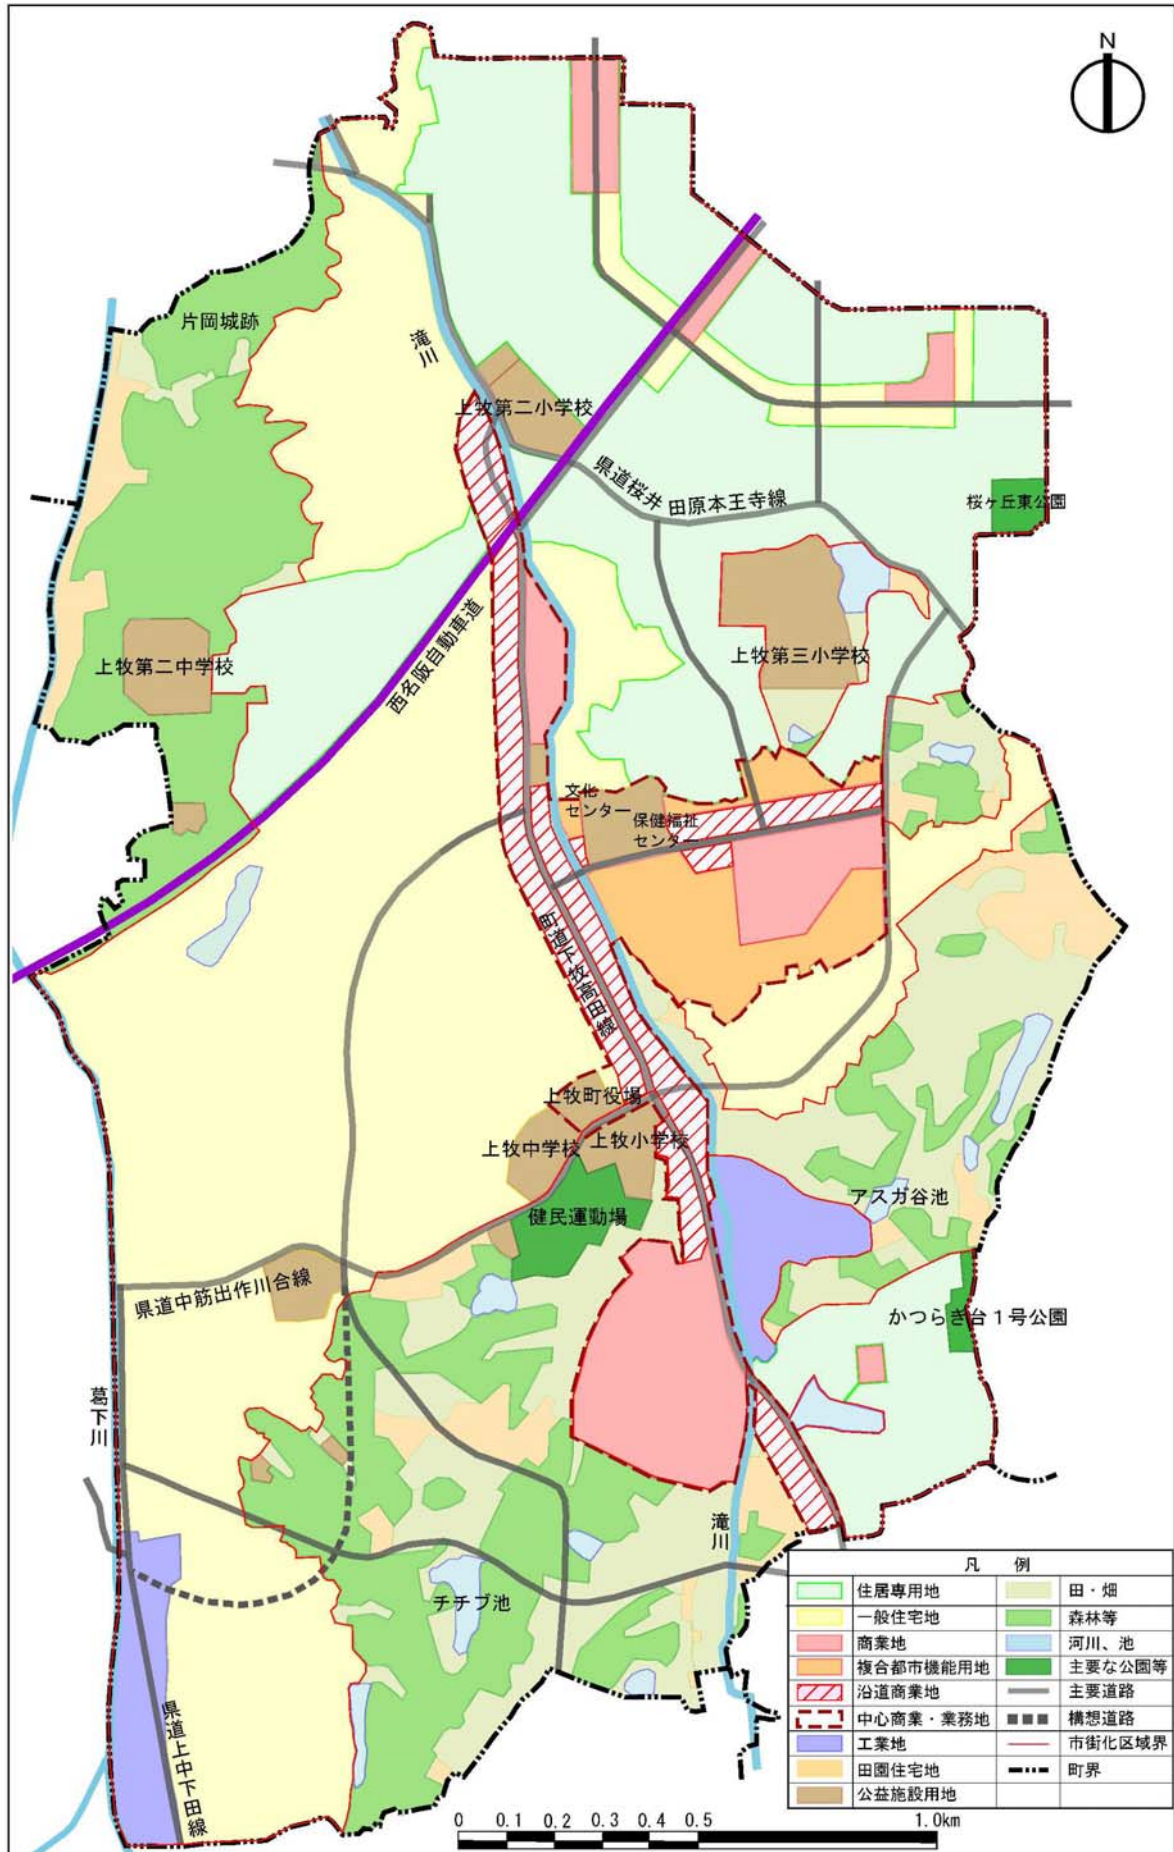 N
片岡城跡
滝川
上牧第二小学校
県道桜井田原本王寺線
桜ヶ丘東公園
上牧第二中学校
西名阪自動車道
上牧第三小学校
文化
センター
保健福祉
センター
町道下牧高田線
上牧町役場
上牧中学校
上牧小学校
アスガ谷池
健民運動場
県道中筋出作川合線
かつらぎ台1号公園
葛下川
滝川
チチブ池
県道上中下田線
凡 例
住居専用地
田・畑
一般住宅地
森林等
商業地
河川、池
複合都市機能用地
主要な公園等
沿道商業地
主要道路
中心商業・業務地
構想道路
工業地
市街化区域界
田園住宅地
町界
公益施設用地
0 0.1 0.2 0.3 0.4 0.5 1.0km